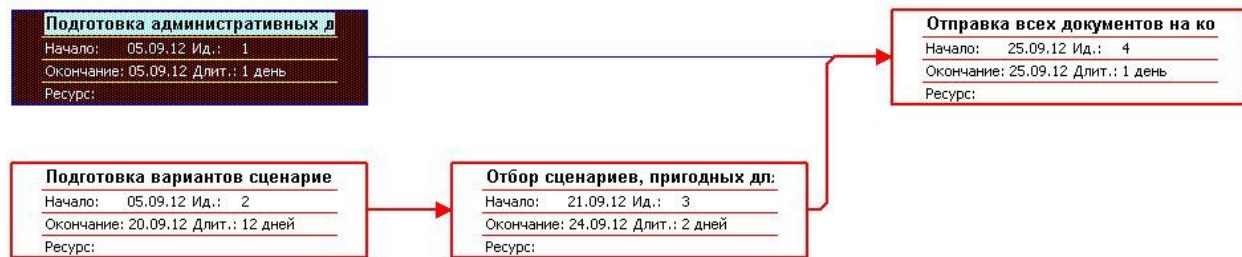 Подготовка административных д
Начало: 05.09.12 Ид.: 1
Окончание: 05.09.12 Длит.: 1 день
Ресурс:
Отправка всех документов на ко
Начало: 25.09.12 Ид.: 4
Окончание: 25.09.12 Длит.: 1 день
Ресурс:
Подготовка вариантов сценарие
Начало: 05.09.12 Ид.: 2
Окончание: 20.09.12 Длит.: 12 дней
Ресурс:
Отбор сценариев, пригодных дл
Начало: 21.09.12 Ид.: 3
Окончание: 24.09.12 Длит.: 2 дней
Ресурс: